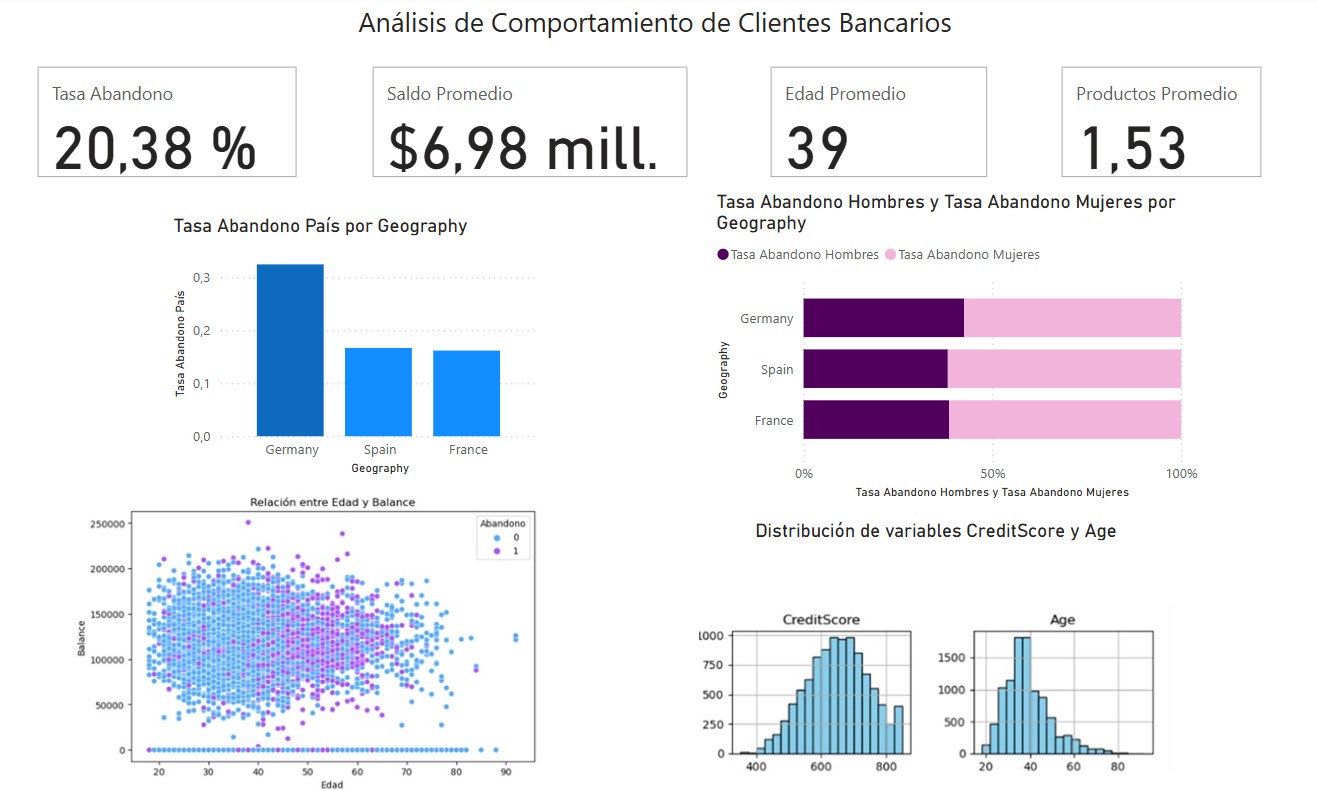 Análisis de Comportamiento de Clientes Bancarios
Tasa Abandono
20,38 %
Saldo Promedio
$6,98 mill.
Edad Promedio
39
Productos Promedio
1,53
Tasa Abandono País por Geography
Tasa Abandono País
0,3
0,2
0,1
0,0
Germany Spain France
Geography
Tasa Abandono Hombres y Tasa Abandono Mujeres por
Geography
Tasa Abandono Hombres Tasa Abandono Mujeres
Geography
Germany
Spain
France
0% 50% 100%
Tasa Abandono Hombres y Tasa Abandono Mujeres
Relación entre Edad y Balance
Abandono
0
1
Balance
250000
200000
150000
100000
50000
0
20 30 40 50 60 70 80 90
Edad
Distribución de variables CreditScore y Age
CreditScore
1000
750
500
250
0
400 600 800
Age
1500
1000
500
0
20 40 60 80